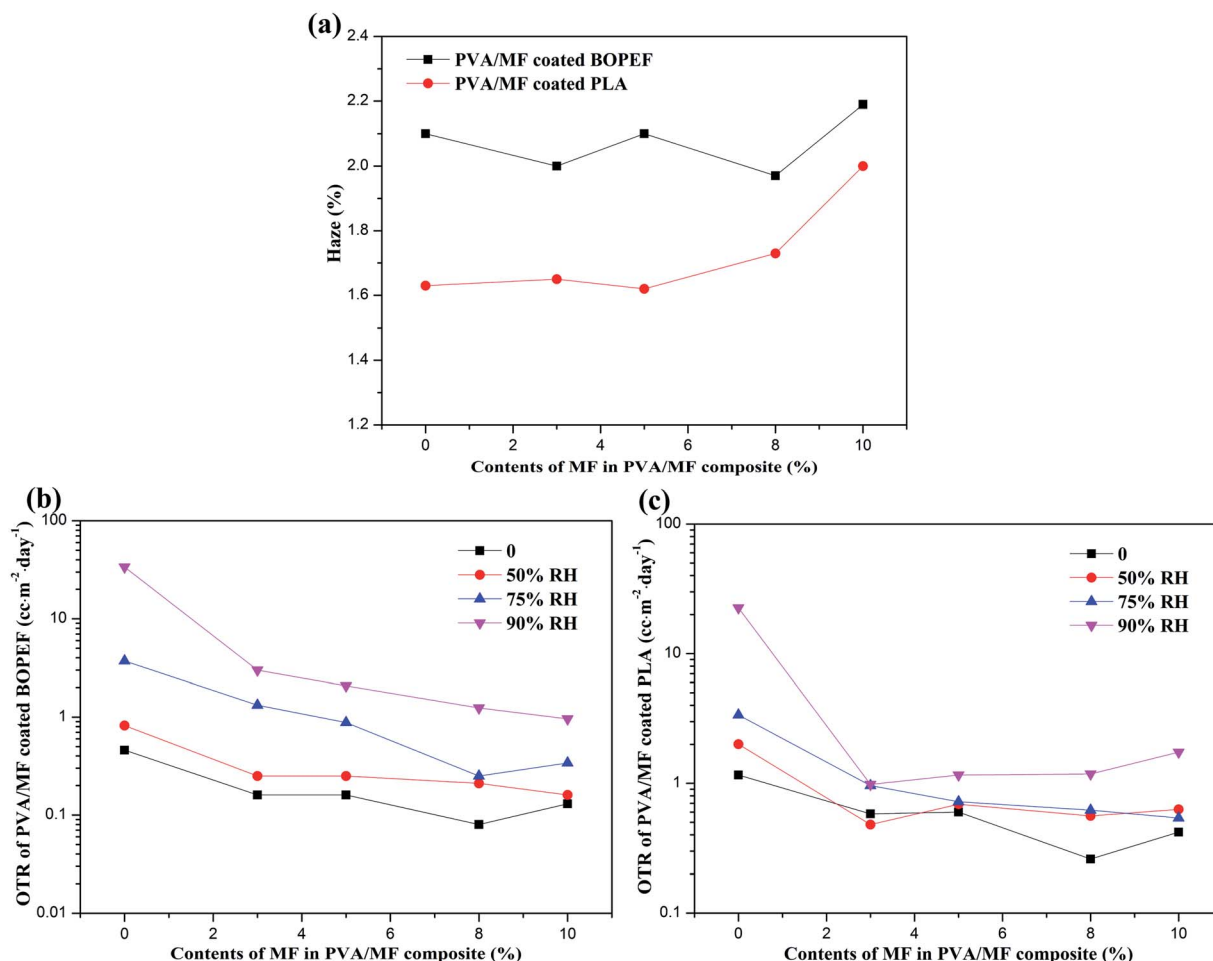 (a)
2.4
2.2
2.0
1.8
1.6
1.4
1.2
Haze (%)
PVA/MF coated BOPEF
PVA/MF coated PLA
0 2 4 6 8 10
Contents of MF in PVA/MF composite (%)
(b)
100
10
1
0.1
0.01
OTR of PVA/MF coated BOPEF (cc·m⁻²·day⁻¹)
0
50% RH
75% RH
90% RH
0 2 4 6 8 10
Contents of MF in PVA/MF composite (%)
(c)
100
10
1
0.1
OTR of PVA/MF coated PLA (cc·m⁻²·day⁻¹)
0
50% RH
75% RH
90% RH
0 2 4 6 8 10
Contents of MF in PVA/MF composite (%)